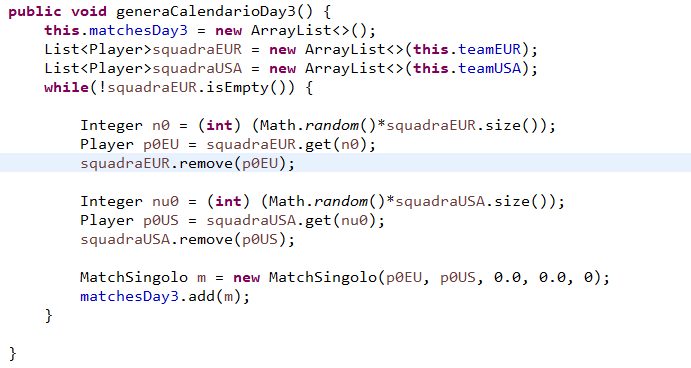 public void generaCalendarioDay3() {
this.matchesDay3 = new ArrayList<>();
List<Player>squadraEUR = new ArrayList<>(this.teamEUR);
List<Player>squadraUSA = new ArrayList<>(this.teamUSA);
while(!squadraEUR.isEmpty()) {
Integer n0 = (int) (Math.random()*squadraEUR.size());
Player p0EU = squadraEUR.get(n0);
squadraEUR.remove(p0EU);
Integer nu0 = (int) (Math.random()*squadraUSA.size());
Player p0US = squadraUSA.get(nu0);
squadraUSA.remove(p0US);
MatchSingolo m = new MatchSingolo(p0EU, p0US, 0.0, 0.0, 0);
matchesDay3.add(m);
}
}